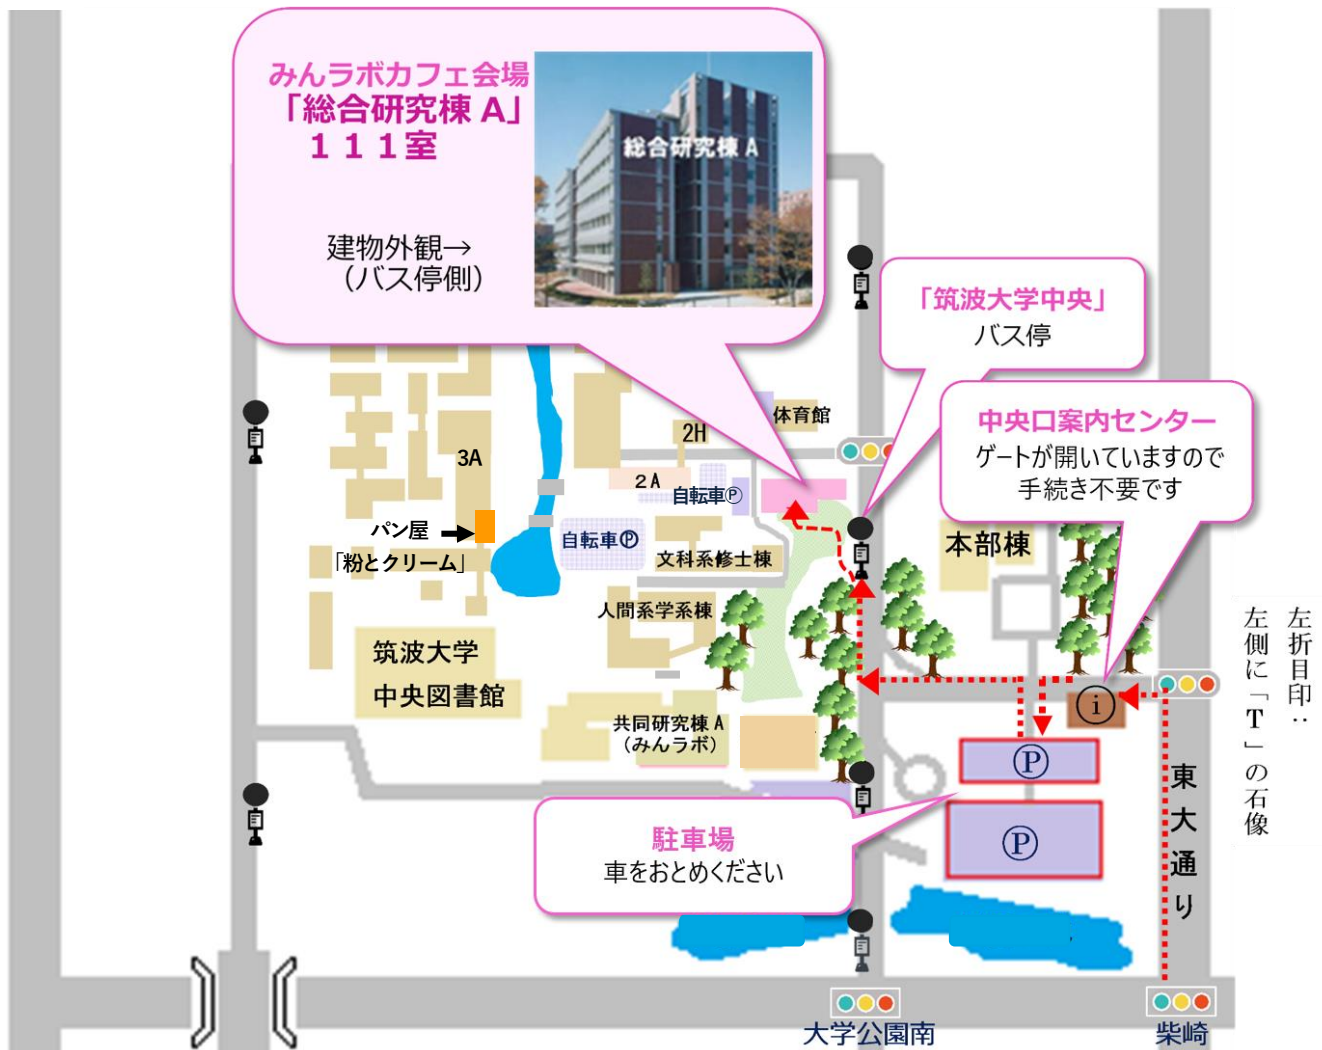 みんラボカフェ会場
「総合研究棟 A」
１１１室
総合研究棟 A
建物外観→
（バス停側）
「筑波大学中央」
バス停
中央口案内センター
ゲートが開いていますので
手続き不要です
体育館
2H
3A
2A
自転車Ⓟ
パン屋
「粉とクリーム」
自転車Ⓟ
文科系修士棟
本部棟
人間系学系棟
筑波大学
中央図書館
共同研究棟 A
（みんラボ）
i
Ⓟ
Ⓟ
駐車場
車をおとめください
東大通り
左折目印：
左側に「T」の石像
大学公園南
柴崎